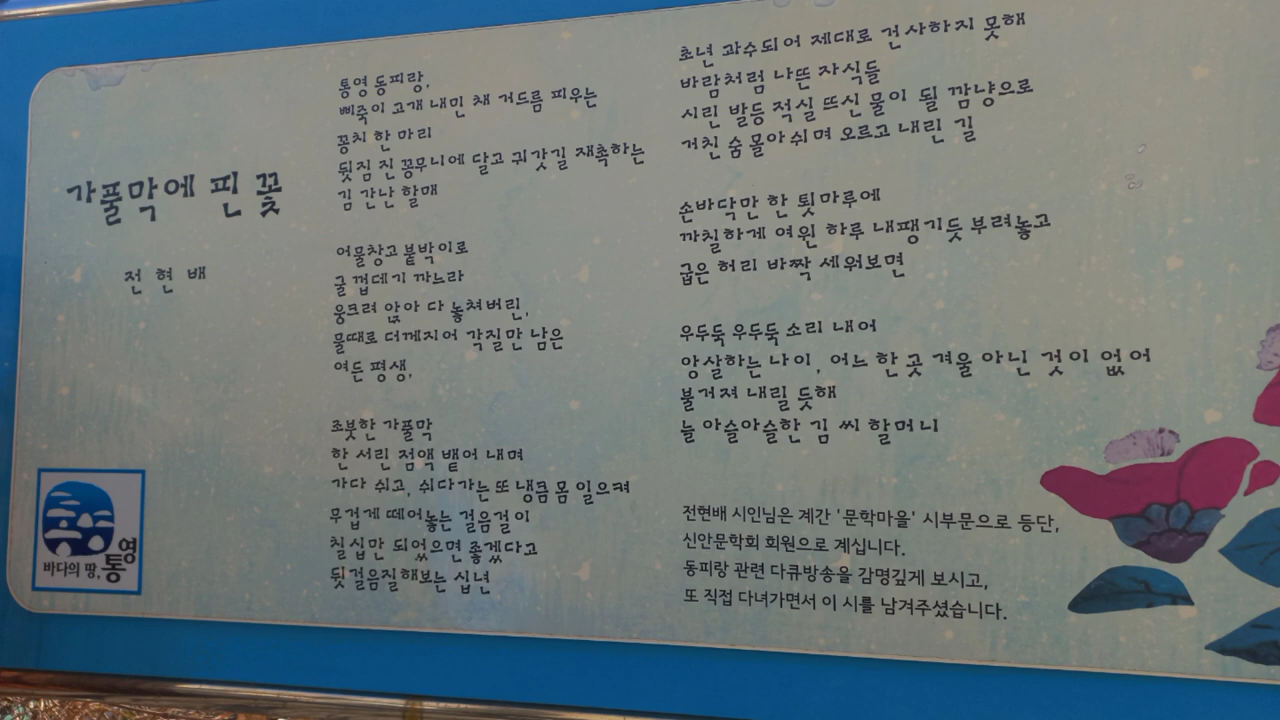 가풀막에 핀 꽃
전현배
통영 동피랑,
삐죽이 고개 내민 채 거드름 피우는
꽁치 한 마리
뒷짐 진 꽁무니에 달고 귀갓길 재촉하는
김 간난 할매
어물창고 붙박이로
굴 껍데기 까느라
웅크려 앉아 다 놓쳐버린,
물때로 더께지어 각질만 남은
여든 평생,
조붓한 가풀막
한 서린 점액 뱉어 내며
가다 쉬고, 쉬다가는 또 냉큼 몸 일으켜
무겁게 떼어놓는 걸음걸이
칠십만 되었으면 좋겠다고
뒷걸음질해보는 십년
초년 과수되어 제대로 건사하지 못해
바람처럼 나뜬 자식들
시린 발등 적실 뜨신 물이 될 깜냥으로
거친 숨 몰아쉬며 오르고 내린 길
손바닥만 한 툇마루에
까칠하게 여윈 하루 내팽기듯 부려놓고
굽은 허리 바짝 세워보면
우두둑 우두둑 소리 내어
앙살하는 나이, 어느 한 곳 겨울 아닌 것이 없어
불거져 내릴 듯해
늘 아슬아슬한 김 씨 할머니
전현배 시인님은 계간 '문학마을' 시부문으로 등단,
신안문학회 회원으로 계십니다.
동피랑 관련 다큐방송을 감명깊게 보시고,
또 직접 다녀가면서 이 시를 남겨주셨습니다.
바다의 땅, 통영